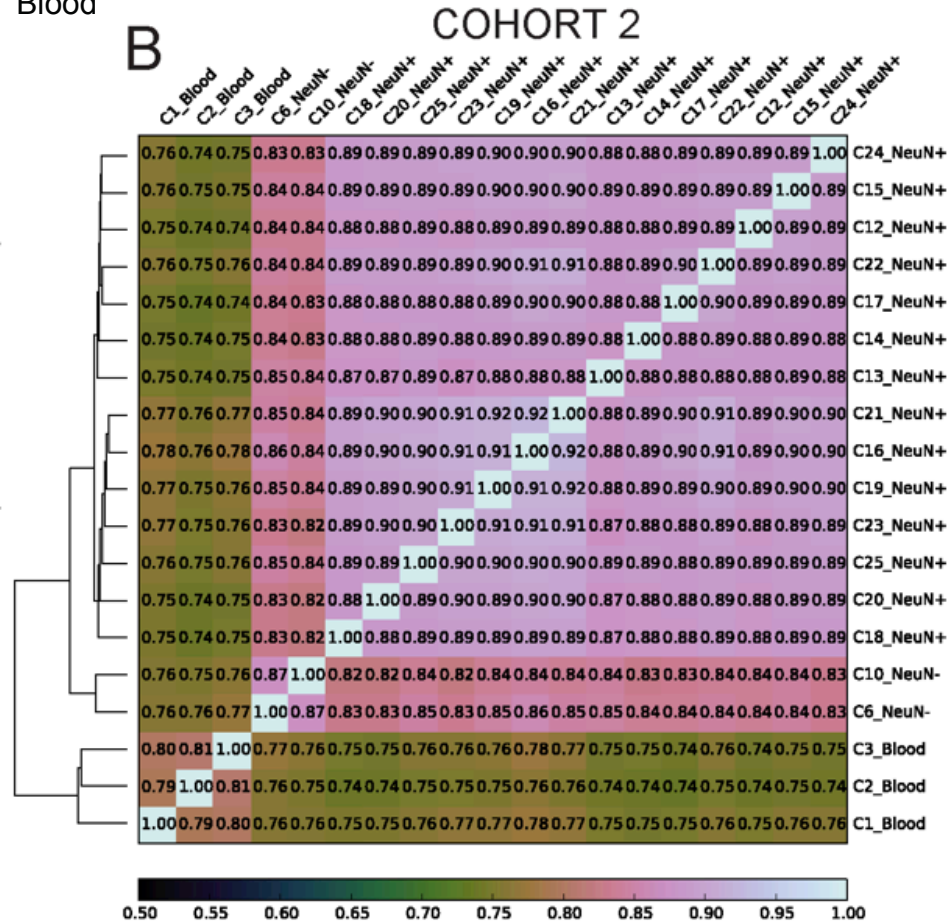 Blood
B
COHORT 2
C1_Blood C2_Blood C3_Blood C6_NeuN- C10_NeuN- C18_NeuN+ C20_NeuN+ C25_NeuN+ C23_NeuN+ C19_NeuN+ C16_NeuN+ C21_NeuN+ C13_NeuN+ C14_NeuN+ C17_NeuN+ C22_NeuN+ C12_NeuN+ C15_NeuN+ C24_NeuN+
0.76 0.74 0.75 0.83 0.83 0.89 0.89 0.89 0.89 0.90 0.90 0.90 0.88 0.88 0.89 0.89 0.89 0.89 1.00 C24_NeuN+
0.76 0.75 0.75 0.84 0.84 0.89 0.89 0.89 0.89 0.90 0.90 0.90 0.89 0.89 0.89 0.89 0.89 1.00 0.89 C15_NeuN+
0.75 0.74 0.74 0.84 0.84 0.88 0.88 0.89 0.88 0.89 0.89 0.89 0.88 0.88 0.89 0.89 1.00 0.89 0.89 C12_NeuN+
0.76 0.75 0.76 0.84 0.84 0.89 0.89 0.89 0.89 0.90 0.91 0.91 0.88 0.89 0.90 1.00 0.89 0.89 0.89 C22_NeuN+
0.75 0.74 0.74 0.84 0.83 0.88 0.88 0.88 0.88 0.89 0.90 0.90 0.88 0.88 1.00 0.90 0.89 0.89 0.89 C17_NeuN+
0.75 0.74 0.75 0.84 0.83 0.88 0.88 0.89 0.88 0.89 0.89 0.89 0.88 1.00 0.88 0.89 0.88 0.89 0.88 C14_NeuN+
0.75 0.74 0.75 0.85 0.84 0.87 0.87 0.89 0.87 0.88 0.88 0.88 1.00 0.88 0.88 0.88 0.88 0.89 0.88 C13_NeuN+
0.77 0.76 0.77 0.85 0.84 0.89 0.90 0.90 0.91 0.92 0.92 1.00 0.88 0.89 0.90 0.91 0.89 0.90 0.90 C21_NeuN+
0.78 0.76 0.78 0.86 0.84 0.89 0.90 0.90 0.91 0.91 1.00 0.92 0.88 0.89 0.90 0.91 0.89 0.90 0.90 C16_NeuN+
0.77 0.75 0.76 0.85 0.84 0.89 0.89 0.90 0.91 1.00 0.91 0.92 0.88 0.89 0.89 0.90 0.89 0.90 0.90 C19_NeuN+
0.77 0.75 0.76 0.83 0.82 0.89 0.90 0.90 1.00 0.91 0.91 0.91 0.87 0.88 0.88 0.89 0.88 0.89 0.89 C23_NeuN+
0.76 0.75 0.76 0.85 0.84 0.89 0.89 1.00 0.90 0.90 0.90 0.90 0.89 0.89 0.88 0.89 0.89 0.89 0.89 C25_NeuN+
0.75 0.74 0.75 0.83 0.82 0.88 1.00 0.89 0.90 0.89 0.90 0.90 0.87 0.88 0.88 0.89 0.88 0.89 0.89 C20_NeuN+
0.75 0.74 0.75 0.83 0.82 1.00 0.88 0.89 0.89 0.89 0.89 0.89 0.87 0.88 0.88 0.89 0.88 0.89 0.89 C18_NeuN+
0.76 0.75 0.76 0.87 1.00 0.82 0.82 0.84 0.82 0.84 0.84 0.84 0.84 0.83 0.83 0.84 0.84 0.84 0.83 C10_NeuN-
0.76 0.76 0.77 1.00 0.87 0.83 0.83 0.85 0.83 0.85 0.86 0.85 0.85 0.84 0.84 0.84 0.84 0.84 0.83 C6_NeuN-
0.80 0.81 1.00 0.77 0.76 0.75 0.75 0.76 0.76 0.76 0.78 0.77 0.75 0.75 0.74 0.76 0.74 0.75 0.75 C3_Blood
0.79 1.00 0.81 0.76 0.75 0.74 0.74 0.75 0.75 0.75 0.76 0.76 0.74 0.74 0.74 0.75 0.74 0.75 0.74 C2_Blood
1.00 0.79 0.80 0.76 0.76 0.75 0.75 0.76 0.77 0.77 0.78 0.77 0.75 0.75 0.75 0.76 0.75 0.76 0.76 C1_Blood
0.50 0.55 0.60 0.65 0.70 0.75 0.80 0.85 0.90 0.95 1.00